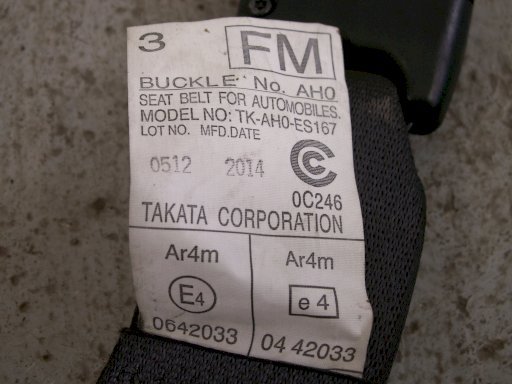 3 FM
BUCKLE No. AH0
SEAT BELT FOR AUTOMOBILES.
MODEL NO: TK-AH0-ES167
LOT NO. MFD.DATE
0512 2014
0C246
TAKATA CORPORATION
Ar4m Ar4m
E4 e4
0642033 04 42033